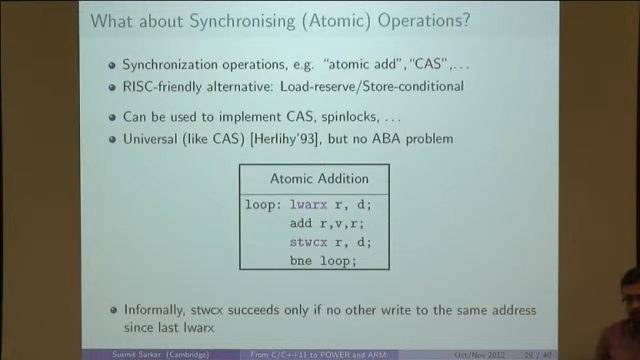 What about Synchronising (Atomic) Operations?
Synchronization operations, e.g. "atomic add", "CAS",...
RISC-friendly alternative: Load-reserve/Store-conditional
Can be used to implement CAS, spinlocks, ...
Universal (like CAS) [Herlihy'93], but no ABA problem
Atomic Addition
loop: lwarx r, d;
add r,v,r;
stwcx r, d;
bne loop;
Informally, stwcx succeeds only if no other write to the same address
since last lwarx
Susmit Sarkar (Cambridge) From C/C++11 to POWER and ARM Oct/Nov 2012